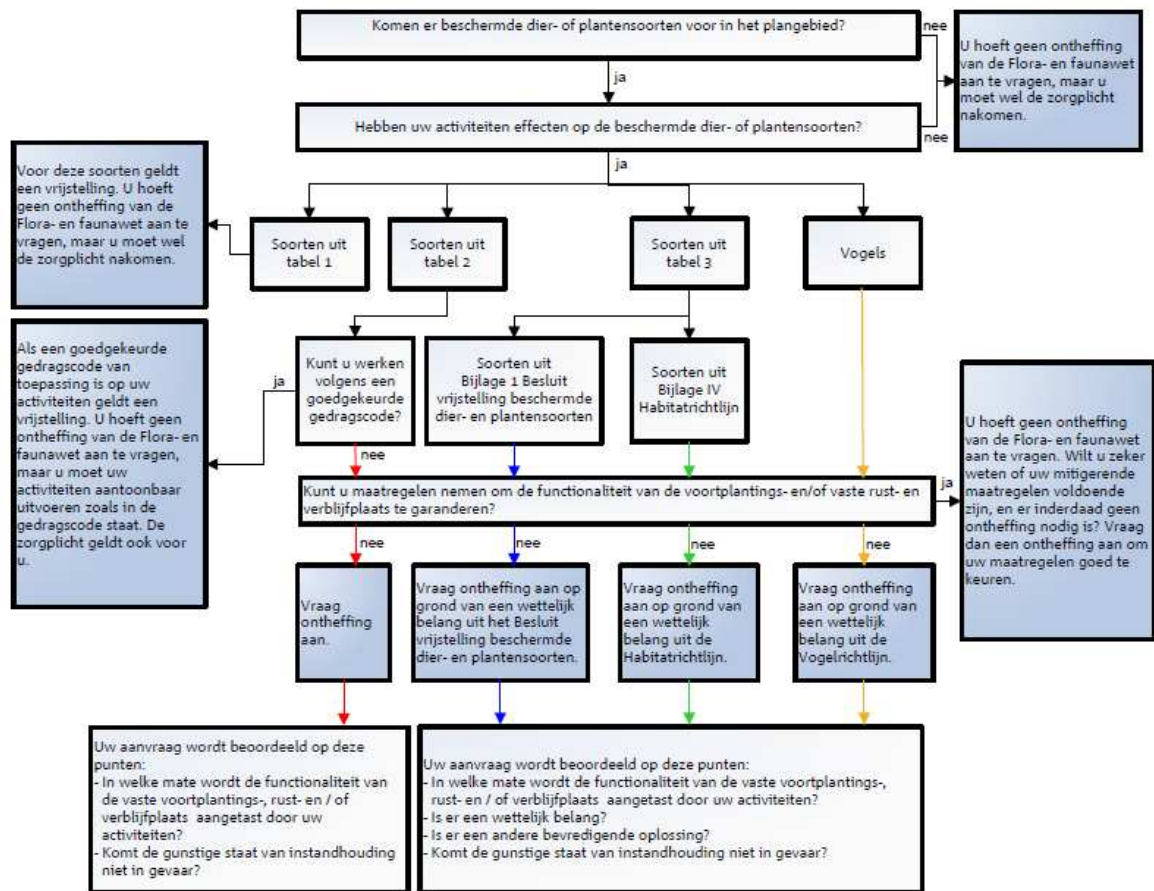 Komen er beschermde dier- of plantensoorten voor in het plangebied?
nee
U hoeft geen ontheffing
van de Flora- en faunawet
aan te vragen, maar u
moet wel de zorgplicht
nakomen.
ja
Hebben uw activiteiten effecten op de beschermde dier- of plantensoorten?
nee
ja
Voor deze soorten geldt
een vrijstelling. U hoeft
geen ontheffing van de
Flora- en faunawet aan te
vragen, maar u moet wel
de zorgplicht nakomen.
Soorten uit
tabel 1
Soorten uit
tabel 2
Soorten uit
tabel 3
Vogels
Als een goedgekeurde
gedragscode van
toepassing is op uw
activiteiten geldt een
vrijstelling. U hoeft geen
ontheffing van de Flora- en
faunawet aan te vragen,
maar u moet uw
activiteiten aantoonbaar
uitvoeren zoals in de
gedragscode staat. De
zorgplicht geldt ook voor
u.
ja
Kunt u werken
volgens een
goedgekeurde
gedragscode?
Soorten uit
Bijlage 1 Besluit
vrijstelling beschermde
dier- en plantensoorten
Soorten uit
Bijlage IV
Habitatrichtlijn
nee
Kunt u maatregelen nemen om de functionaliteit van de voortplantings- en/of vaste rust- en
verblijfplaats te garanderen?
ja
U hoeft geen ontheffing
van de Flora- en faunawet
aan te vragen. Wilt u zeker
weten of uw mitigerende
maatregelen voldoende
zijn, en er inderdaad geen
ontheffing nodig is? Vraag
dan een ontheffing aan om
uw maatregelen goed te
keuren.
nee
nee
nee
nee
Vraag
ontheffing
aan.
Vraag ontheffing aan op
grond van een wettelijk
belang uit het Besluit
vrijstelling beschermde
dier- en plantensoorten.
Vraag ontheffing
aan op grond van
een wettelijk
belang uit de
Habitatrichtlijn.
Vraag ontheffing
aan op grond van
een wettelijk
belang uit de
Vogelrichtlijn.
Uw aanvraag wordt beoordeeld op deze
punten:
- In welke mate wordt de functionaliteit van
de vaste voortplantings-, rust- en / of
verblijfplaats aangetast door uw
activiteiten?
- Komt de gunstige staat van instandhouding
niet in gevaar?
Uw aanvraag wordt beoordeeld op deze punten:
- In welke mate wordt de functionaliteit van de vaste voortplantings-,
rust- en / of verblijfplaats aangetast door uw activiteiten?
- Is er een wettelijk belang?
- Is er een andere bevredigende oplossing?
- Komt de gunstige staat van instandhouding niet in gevaar?